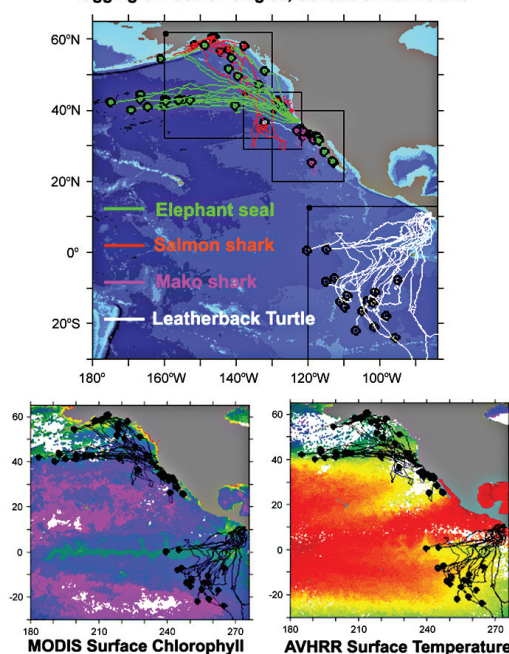 60°N
40°N
20°N
Elephant seal
Salmon shark
0°
Mako shark
Leatherback Turtle
20°S
180° 160°W 140°W 120°W 100°W
60
40
20
0
-20
180 210 240 270
MODIS Surface Chlorophyll
60
40
20
0
-20
180 210 240 270
AVHRR Surface Temperature